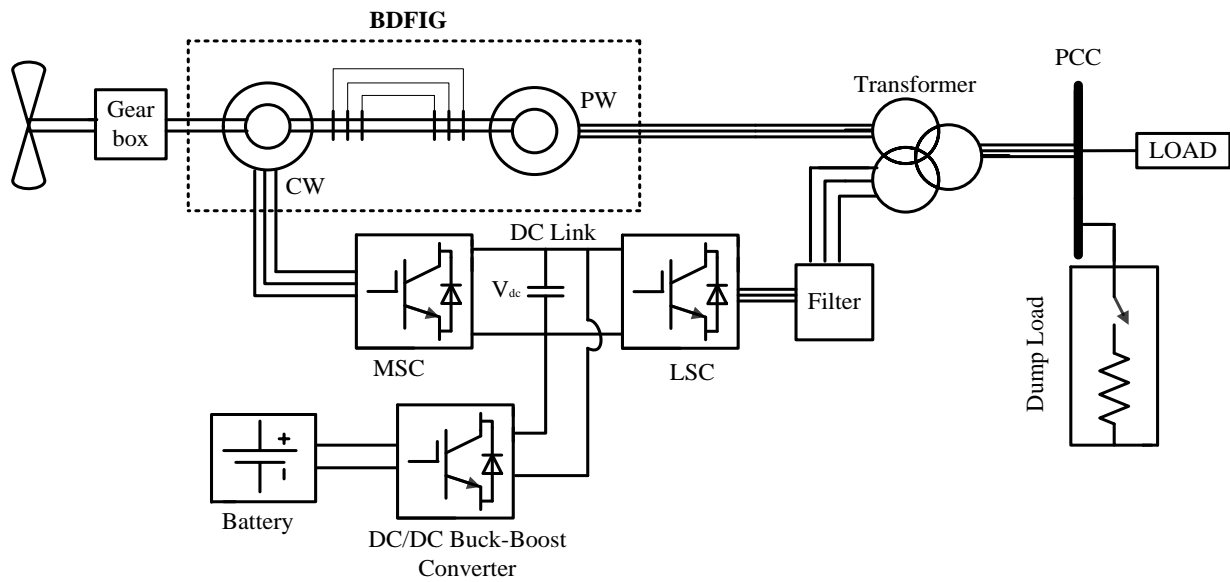 BDFIG
PCC
Transformer
PW
Gear
box
LOAD
CW
DC Link
Vdc
Filter
MSC
LSC
Dump Load
+
Battery
DC/DC Buck-Boost
Converter